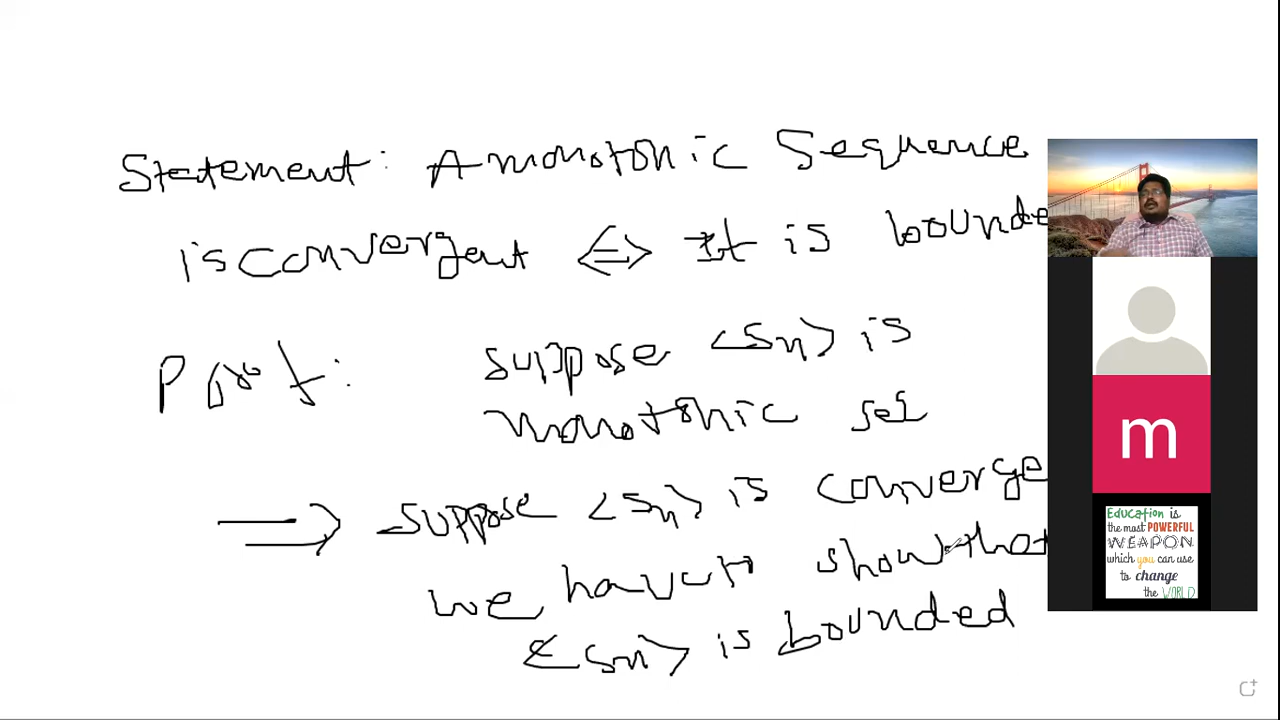 Statement: A monotonic Sequence
is convergent <=> It is bounde
Proof: suppose <Sn> is
monotonic seq
=> suppose <Sn> is converge
we have to show that
<Sn> is bounded
m
Education is
the most POWERFUL
WEAPON
which you can use
to change
the WORLD